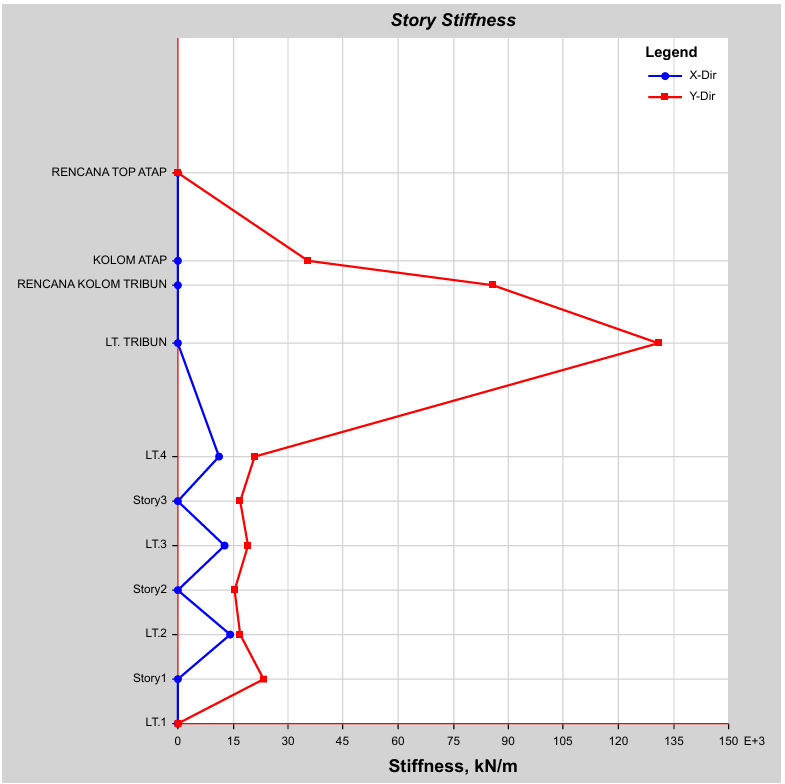 Story Stiffness
Legend
X-Dir
Y-Dir
RENCANA TOP ATAP
KOLOM ATAP
RENCANA KOLOM TRIBUN
LT. TRIBUN
LT.4
Story3
LT.3
Story2
LT.2
Story1
LT.1
0 15 30 45 60 75 90 105 120 135 150 E+3
Stiffness, kN/m